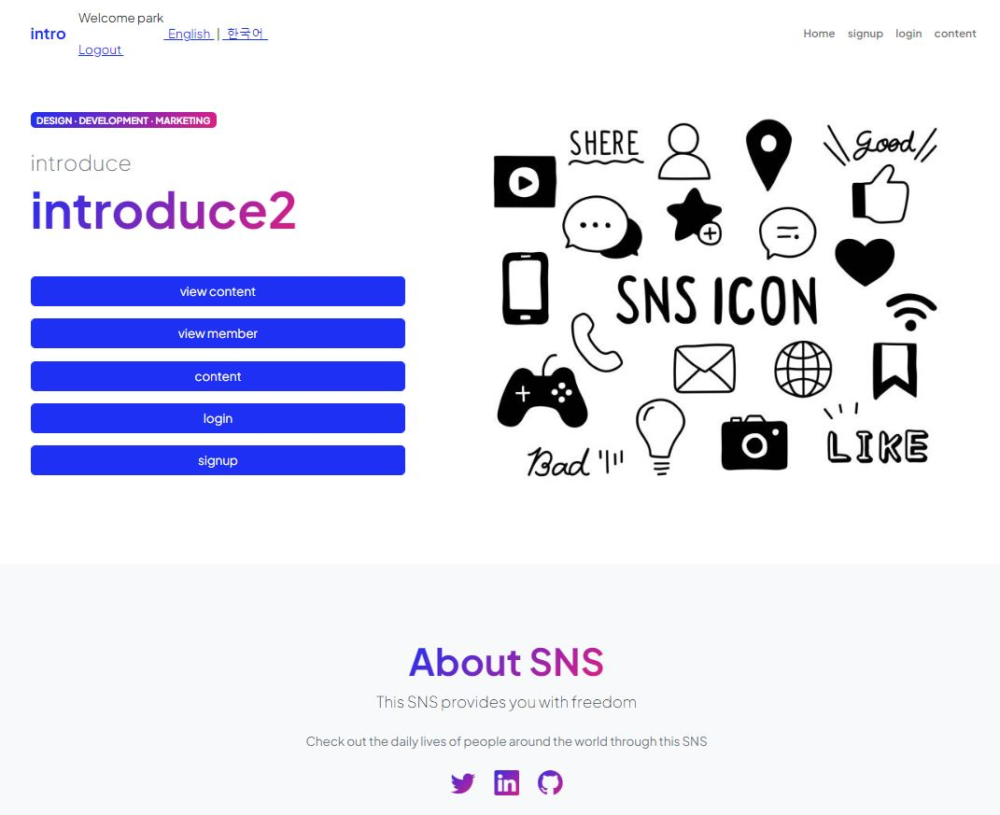 intro
Welcome park
Logout
English | 한국어
Home signup login content
DESIGN · DEVELOPMENT · MARKETING
introduce
introduce2
view content
view member
content
login
signup
SHERE
Good
SNS ICON
Bad
LIKE
About SNS
This SNS provides you with freedom
Check out the daily lives of people around the world through this SNS
in